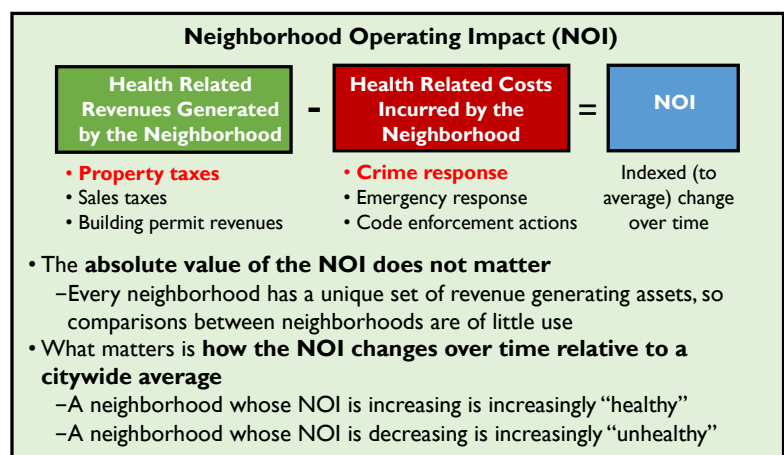 Neighborhood Operating Impact (NOI)
Health Related
Revenues Generated
by the Neighborhood
-
Health Related Costs
Incurred by the
Neighborhood
=
NOI
• Property taxes
• Sales taxes
• Building permit revenues
• Crime response
• Emergency response
• Code enforcement actions
Indexed (to
average) change
over time
• The absolute value of the NOI does not matter
–Every neighborhood has a unique set of revenue generating assets, so
comparisons between neighborhoods are of little use
• What matters is how the NOI changes over time relative to a
citywide average
–A neighborhood whose NOI is increasing is increasingly “healthy”
–A neighborhood whose NOI is decreasing is increasingly “unhealthy”